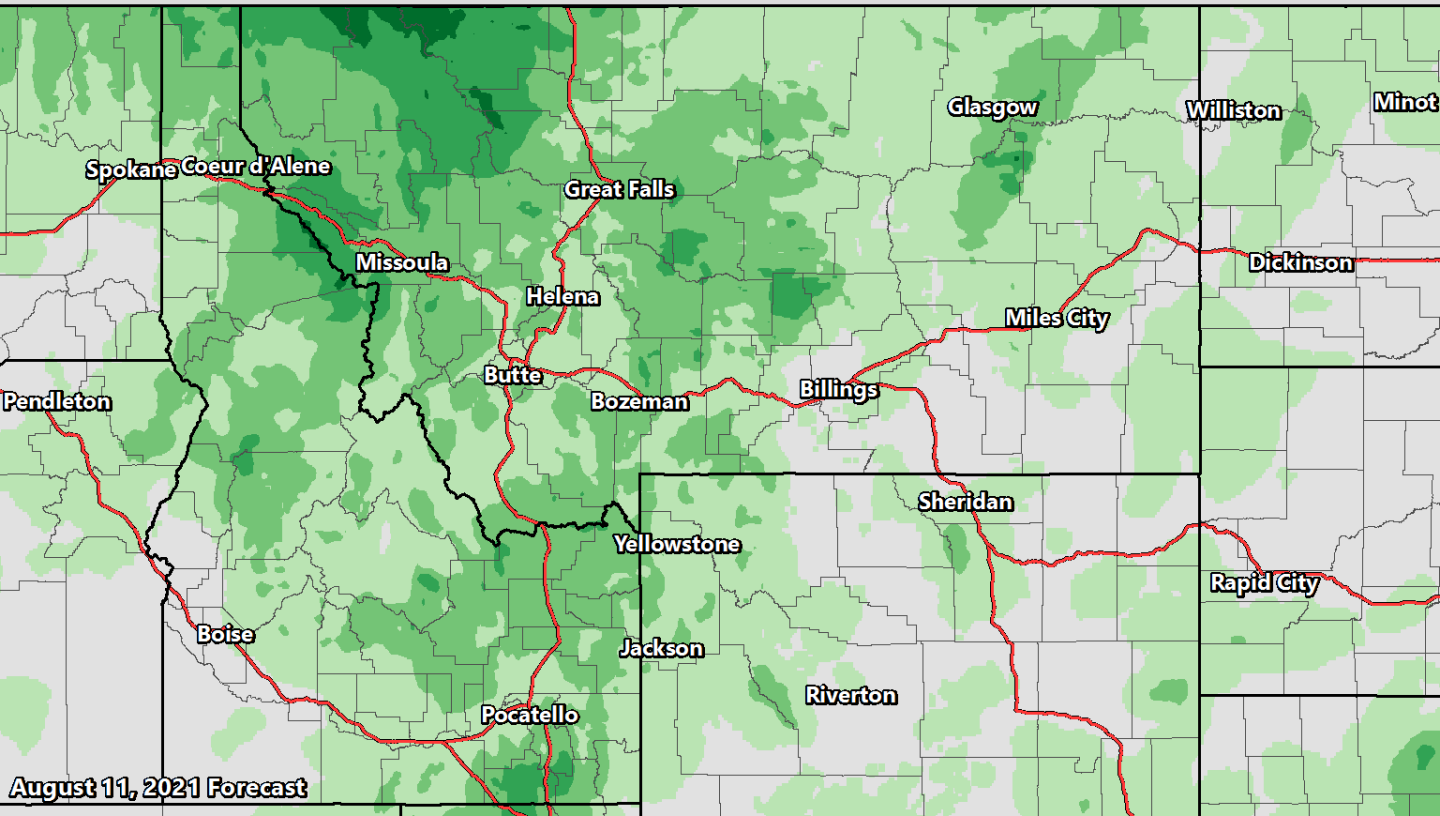 Glasgow
Williston
Minot
Spokane
Coeur d'Alene
Great Falls
Missoula
Dickinson
Helena
Miles City
Butte
Billings
Pendleton
Bozeman
Sheridan
Yellowstone
Rapid City
Boise
Jackson
Riverton
Pocatello
August 11, 2021 Forecast